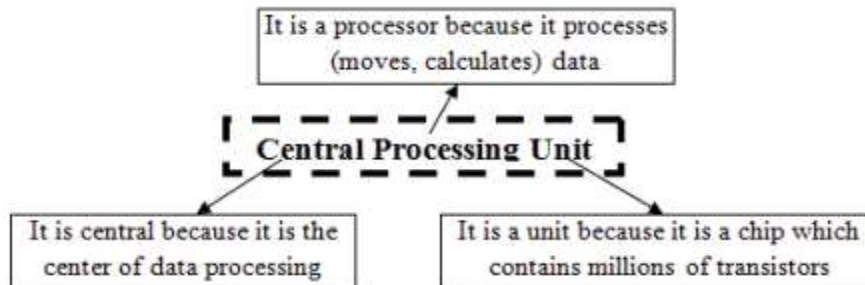 It is a processor because it processes
(moves, calculates) data
Central Processing Unit
It is central because it is the
center of data processing
It is a unit because it is a chip which
contains millions of transistors